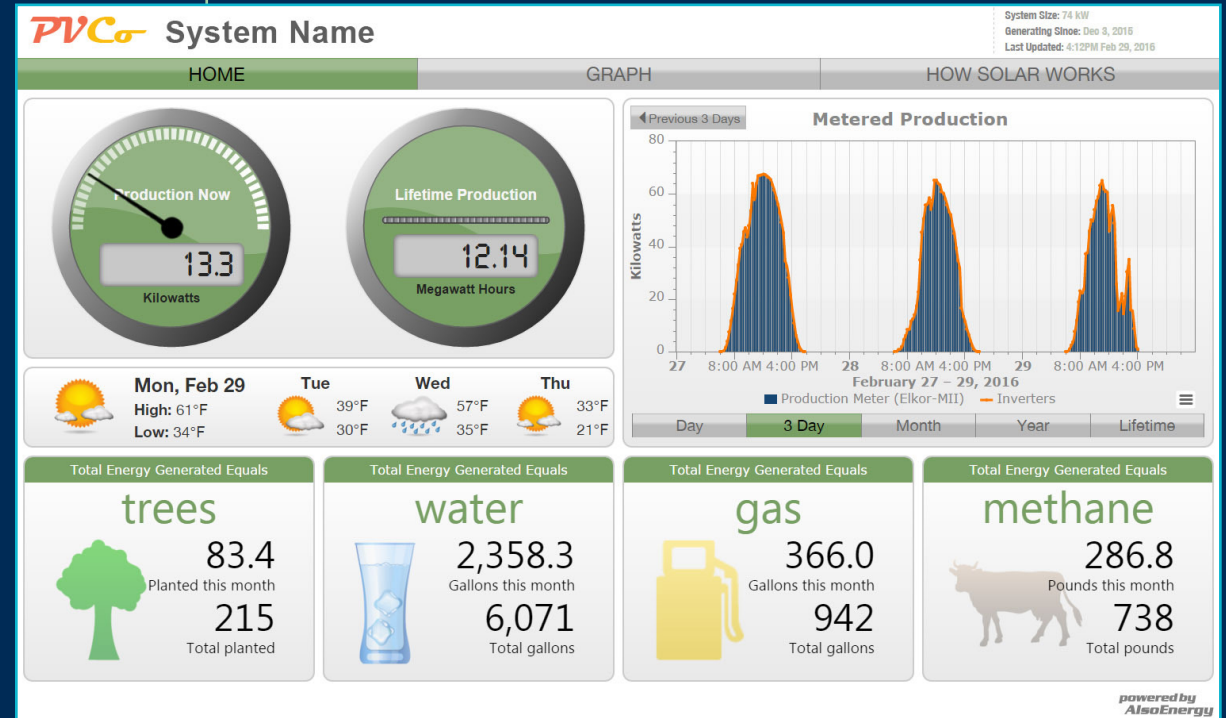 PVCo System Name
System Size: 74 kW
Generating Since: Dec 3, 2015
Last Updated: 4:12PM Feb 29, 2016
HOME GRAPH HOW SOLAR WORKS
Production Now
13.3
Kilowatts
Lifetime Production
12.14
Megawatt Hours
Previous 3 Days
Metered Production
Kilowatts
80
60
40
20
0
27 8:00 AM 4:00 PM 28 8:00 AM 4:00 PM 29 8:00 AM 4:00 PM
February 27 – 29, 2016
Production Meter (Elkor-MII) Inverters
Day 3 Day Month Year Lifetime
Mon, Feb 29
High: 61°F
Low: 34°F
Tue
39°F
30°F
Wed
57°F
35°F
Thu
33°F
21°F
Total Energy Generated Equals
trees
83.4
Planted this month
215
Total planted
Total Energy Generated Equals
water
2,358.3
Gallons this month
6,071
Total gallons
Total Energy Generated Equals
gas
366.0
Gallons this month
942
Total gallons
Total Energy Generated Equals
methane
286.8
Pounds this month
738
Total pounds
powered by
AlsoEnergy